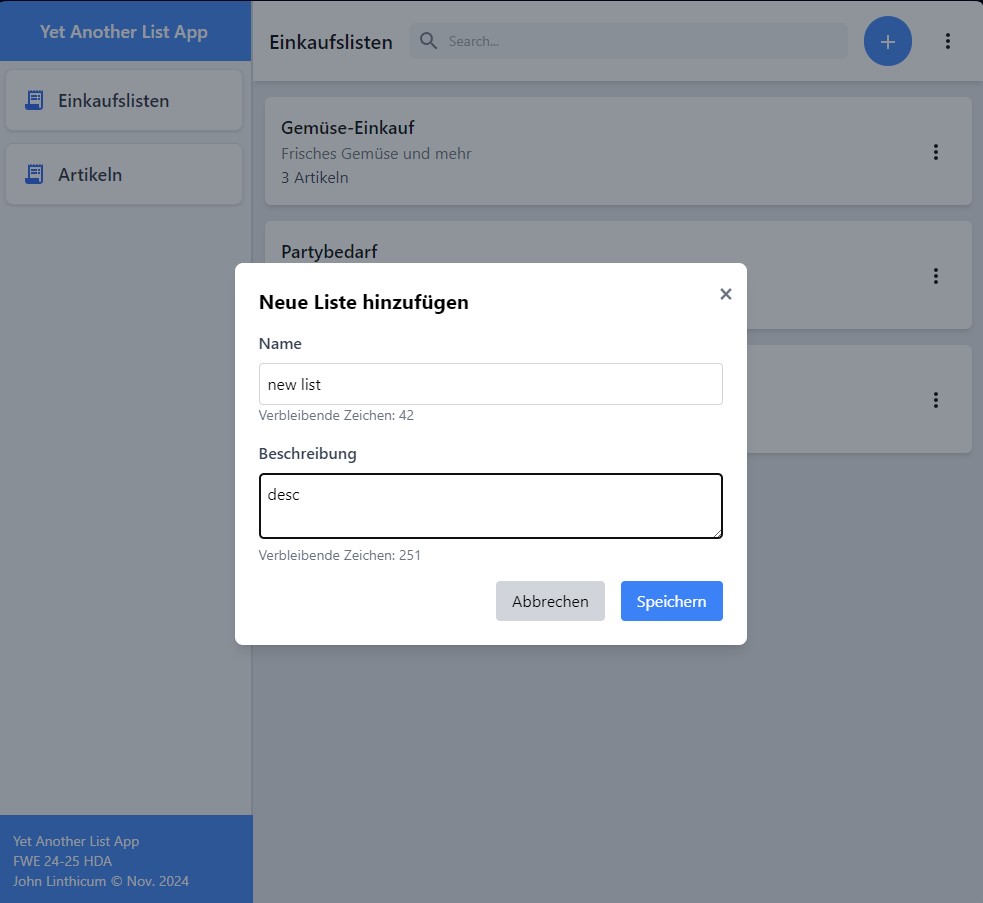 Yet Another List App
Einkaufslisten
Artikeln
Einkaufslisten
Search...
Gemüse-Einkauf
Frisches Gemüse und mehr
3 Artikeln
Partybedarf
Neue Liste hinzufügen
Name
new list
Verbleibende Zeichen: 42
Beschreibung
desc
Verbleibende Zeichen: 251
Abbrechen
Speichern
Yet Another List App
FWE 24-25 HDA
John Linthicum © Nov. 2024